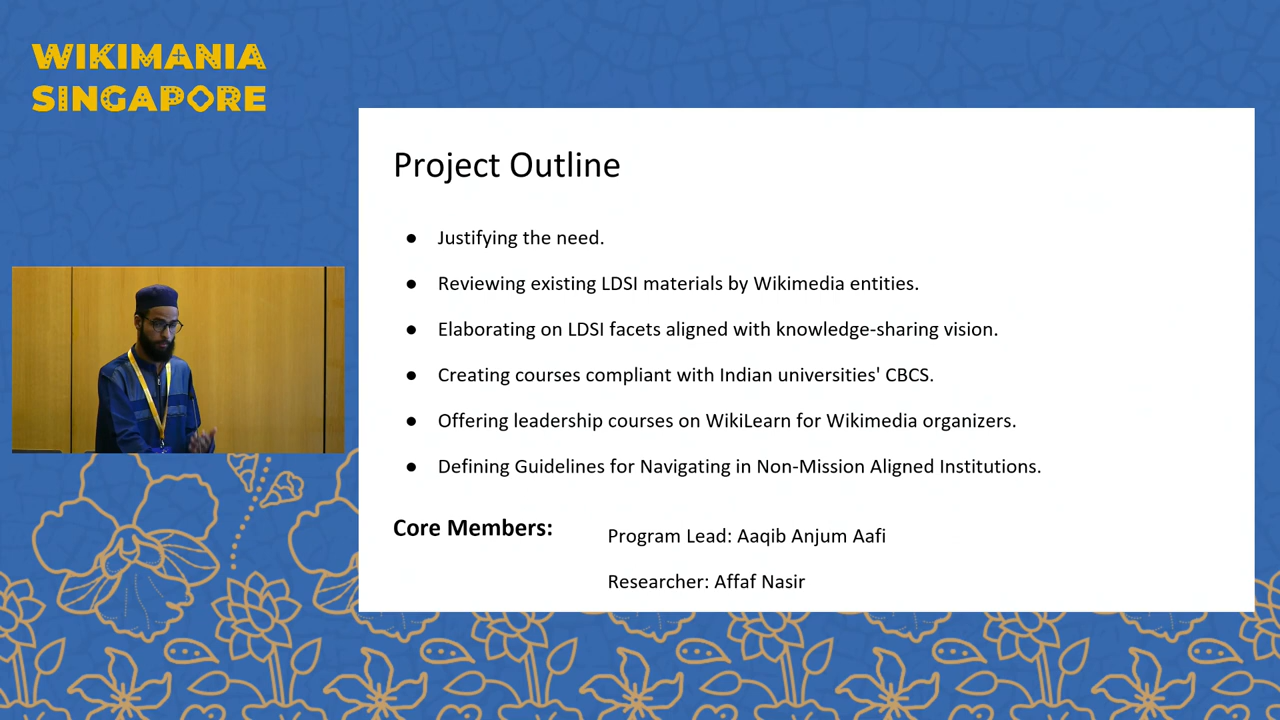 WIKIMANIA
SINGAPORE
Project Outline
● Justifying the need.
● Reviewing existing LDSI materials by Wikimedia entities.
● Elaborating on LDSI facets aligned with knowledge-sharing vision.
● Creating courses compliant with Indian universities' CBCS.
● Offering leadership courses on WikiLearn for Wikimedia organizers.
● Defining Guidelines for Navigating in Non-Mission Aligned Institutions.
Core Members:
Program Lead: Aaqib Anjum Aafi
Researcher: Affaf Nasir